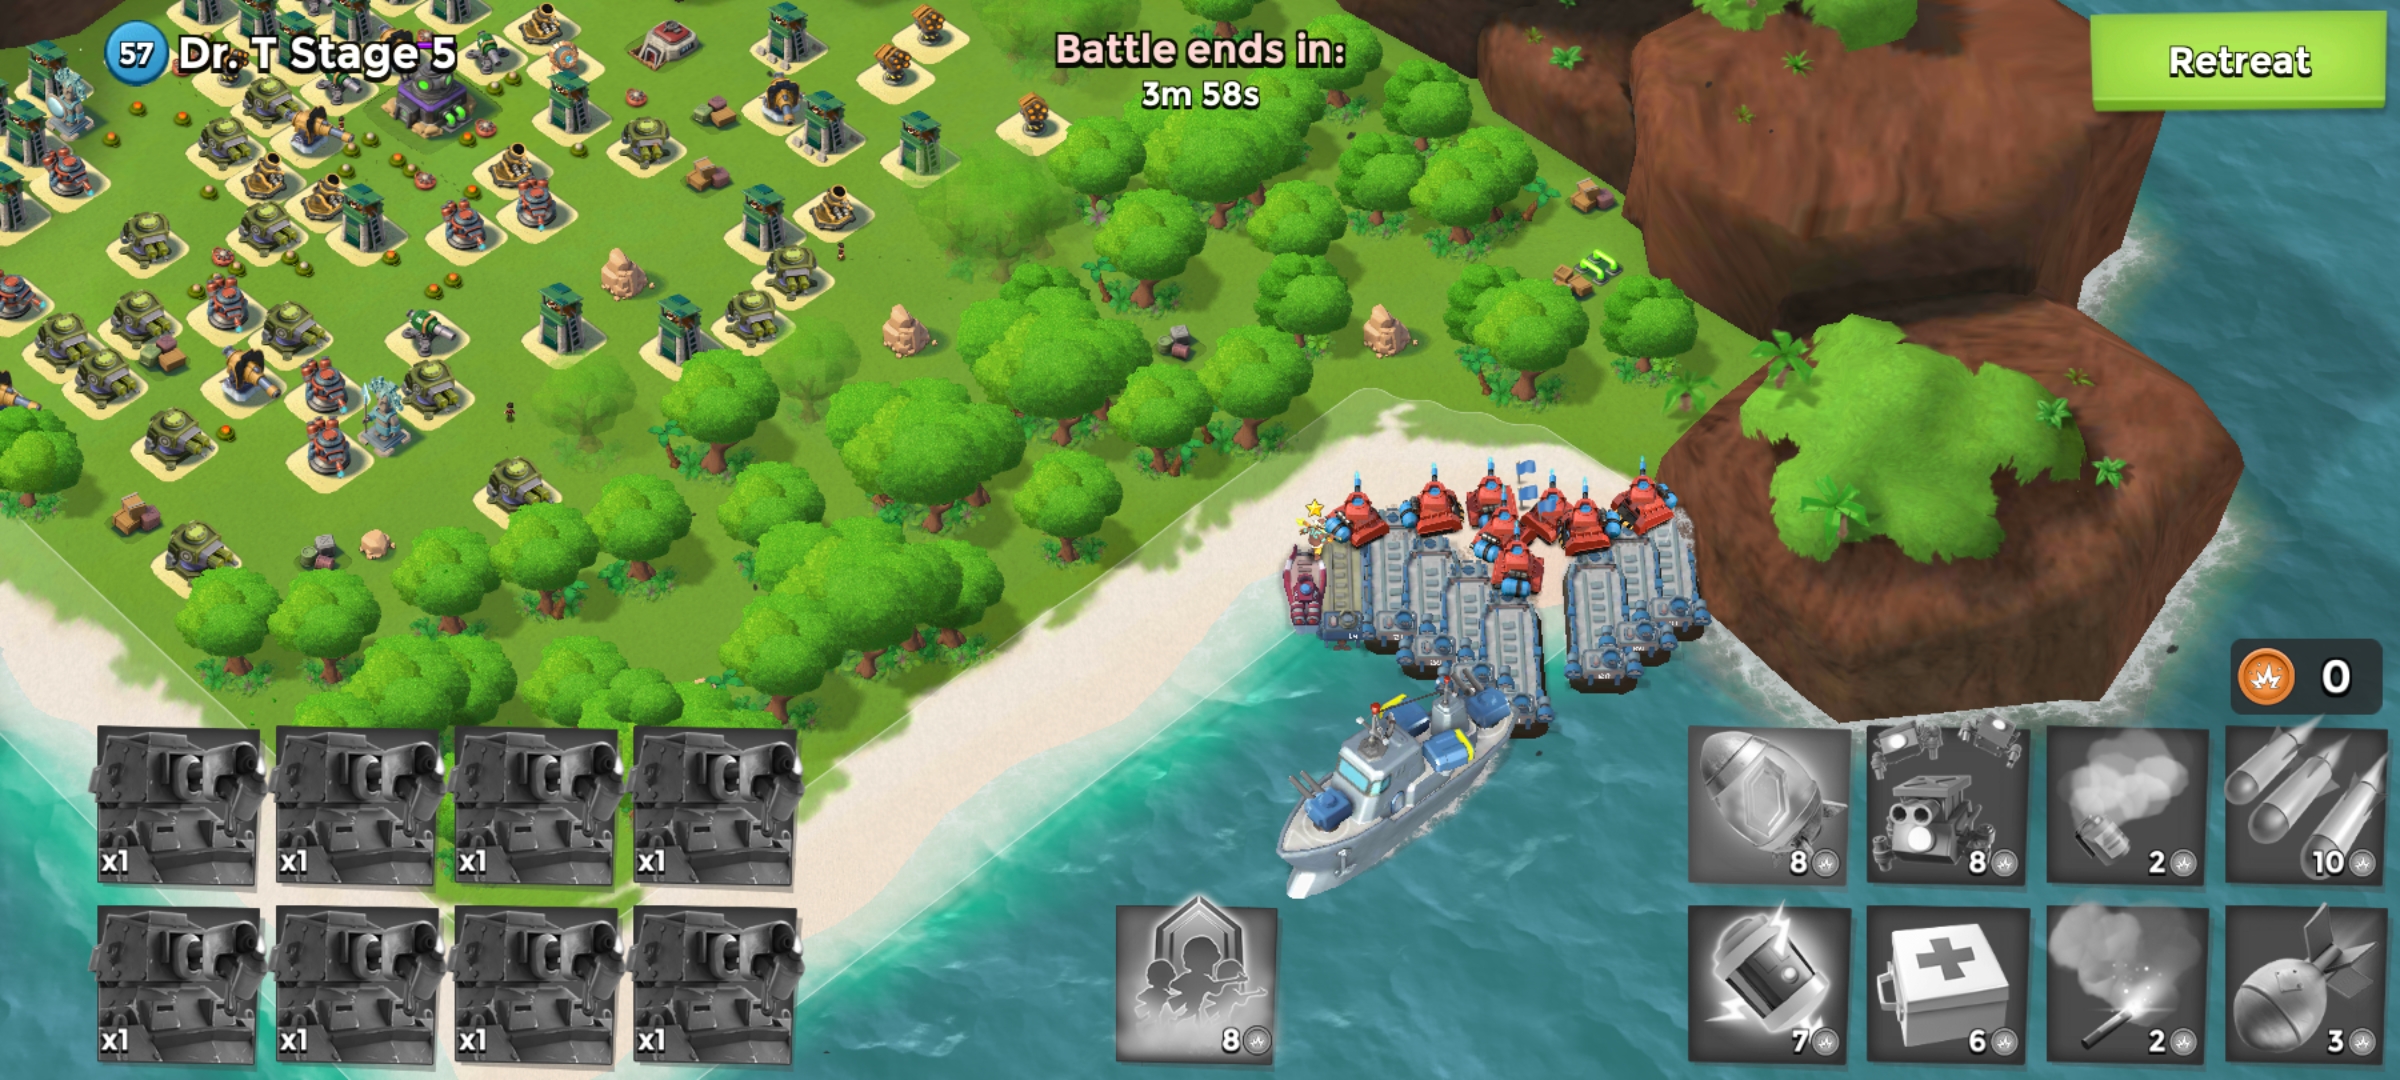 57 Dr. T Stage 5
Battle ends in:
3m 58s
Retreat
0
x1 x1 x1 x1
8 8 2 10
x1 x1 x1 x1
8
7 6 2 3